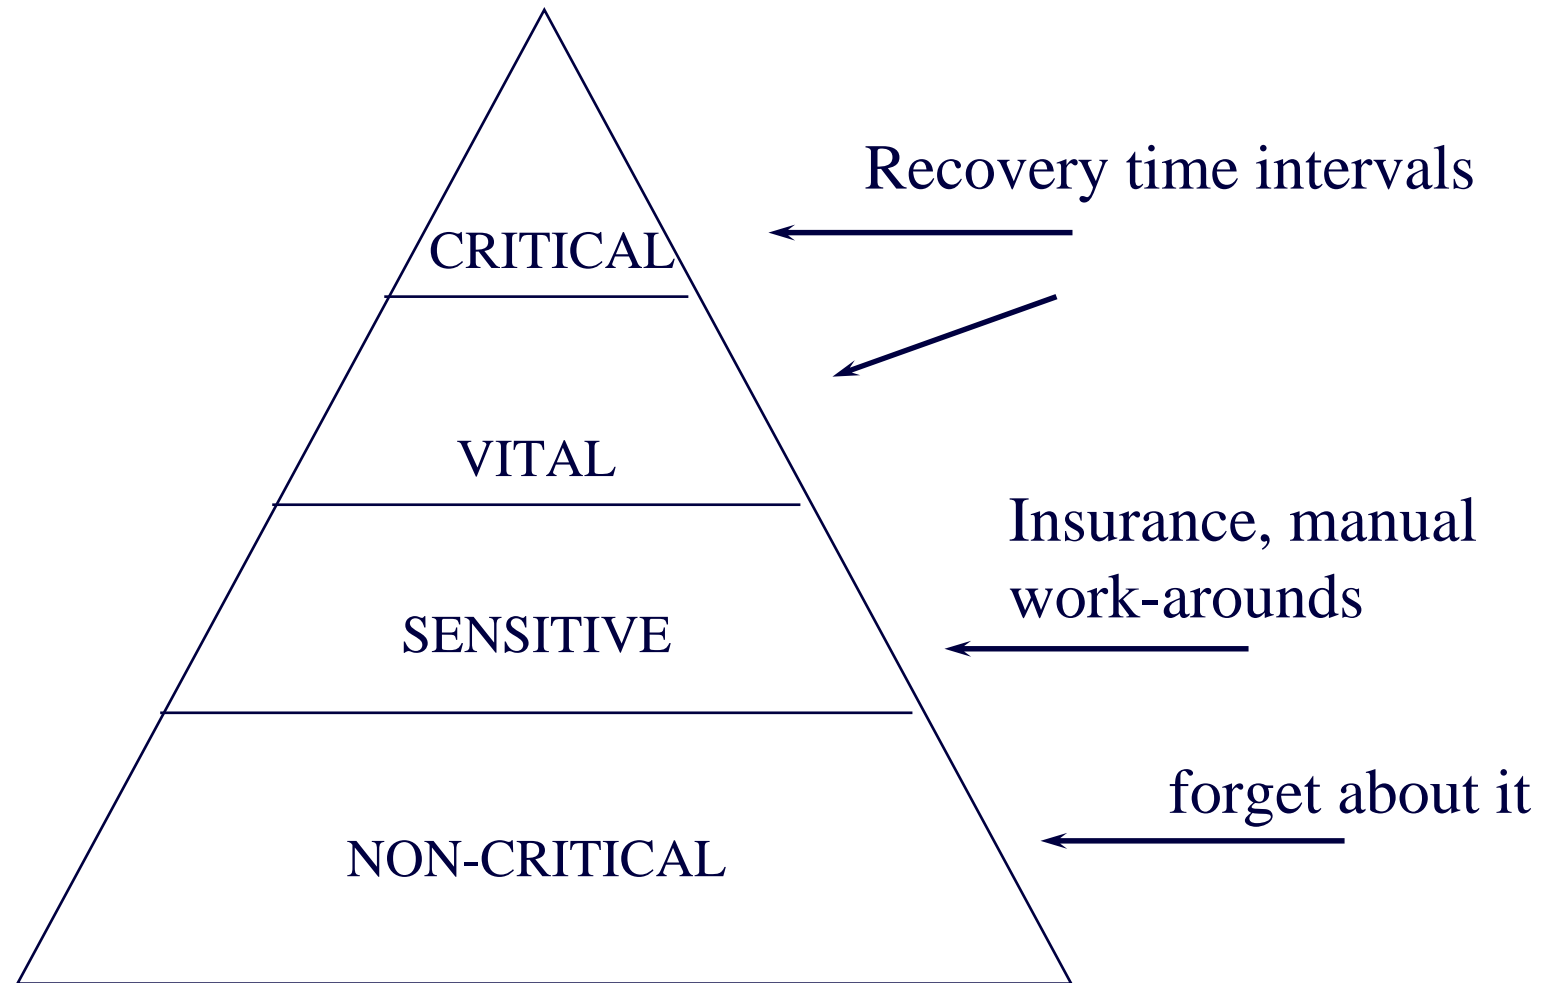 Recovery time intervals
CRITICAL
VITAL
Insurance, manual
work-arounds
SENSITIVE
forget about it
NON-CRITICAL